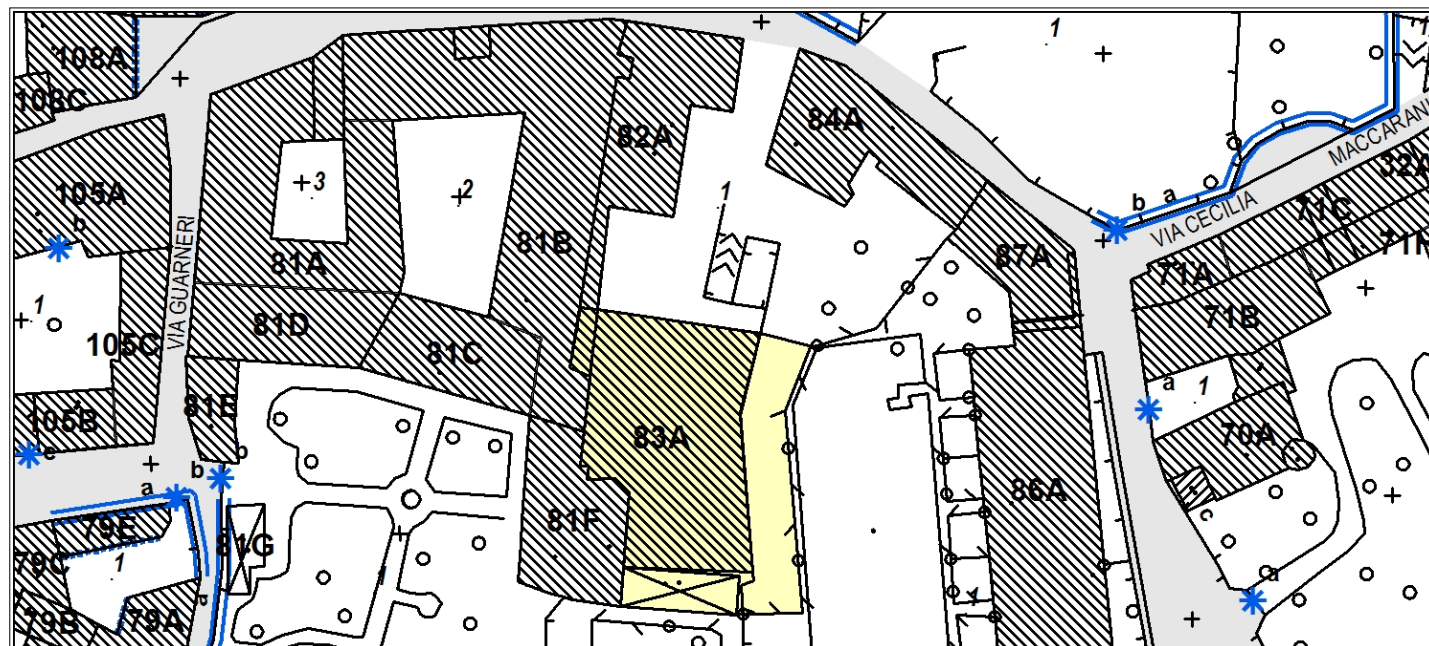 108A
1
1
108C
82A
84A
MACCARANI
32A
105A
3
2
1
b
b a
71C
VIA CECILIA
81B
87A
71A
81A
VIA GUARNERI
1
81D
105C
81C
71B
a
1
81E
105B
83A
70A
e
b
b
a
86A
c
81F
79E
81G
79C
1
1
a
a
1
79B
79A